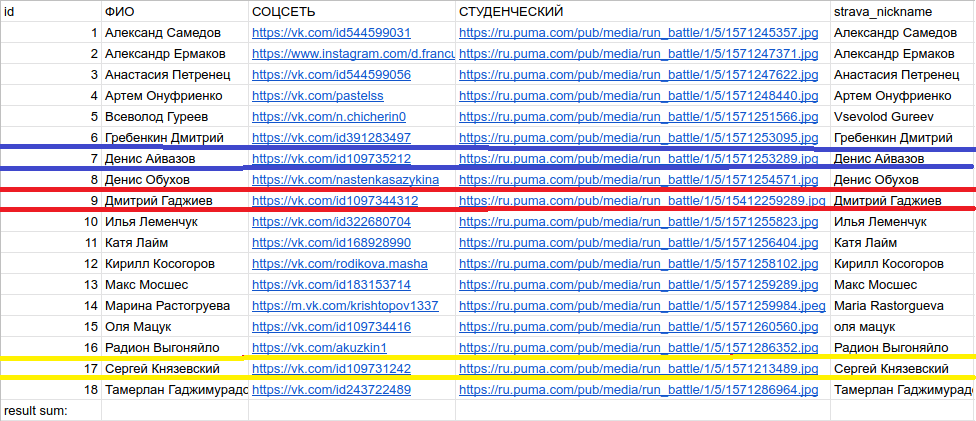 id ФИО СОЦСЕТЬ СТУДЕНЧЕСКИЙ strava_nickname
1 Александ Самедов https://vk.com/id544599031 https://ru.puma.com/pub/media/run_battle/1/5/1571245357.jpg Александр Самедов
2 Александр Ермаков https://www.instagram.com/d.francu https://ru.puma.com/pub/media/run_battle/1/5/1571247371.jpg Александр Ермаков
3 Анастасия Петренец https://vk.com/id544599056 https://ru.puma.com/pub/media/run_battle/1/5/1571247622.jpg Анастасия Петренец
4 Артем Онуфриенко https://vk.com/pastelss https://ru.puma.com/pub/media/run_battle/1/5/1571248440.jpg Артем Онуфриенко
5 Всеволод Гуреев https://vk.com/n.chicherin0 https://ru.puma.com/pub/media/run_battle/1/5/1571251566.jpg Vsevolod Gureev
6 Гребенкин Дмитрий https://vk.com/id391283497 https://ru.puma.com/pub/media/run_battle/1/5/1571253095.jpg Гребенкин Дмитрий
7 Денис Айвазов https://vk.com/id109735212 https://ru.puma.com/pub/media/run_battle/1/5/1571253289.jpg Денис Айвазов
8 Денис Обухов https://vk.com/nastenkasazykina https://ru.puma.com/pub/media/run_battle/1/5/1571254571.jpg Денис Обухов
9 Дмитрий Гаджиев https://vk.com/id1097344312 https://ru.puma.com/pub/media/run_battle/1/5/15412259289.jpg Дмитрий Гаджиев
10 Илья Леменчук https://vk.com/id322680704 https://ru.puma.com/pub/media/run_battle/1/5/1571255823.jpg Илья Леменчук
11 Катя Лайм https://vk.com/id168928990 https://ru.puma.com/pub/media/run_battle/1/5/1571256404.jpg Катя Лайм
12 Кирилл Косогоров https://vk.com/rodikova.masha https://ru.puma.com/pub/media/run_battle/1/5/1571258102.jpg Кирилл Косогоров
13 Макс Мосшес https://vk.com/id183153714 https://ru.puma.com/pub/media/run_battle/1/5/1571259289.jpg Макс Мосшес
14 Марина Расторгуева https://m.vk.com/krishtopov1337 https://ru.puma.com/pub/media/run_battle/1/5/1571259984.jpeg Maria Rastorgueva
15 Оля Мацук https://vk.com/id109734416 https://ru.puma.com/pub/media/run_battle/1/5/1571260560.jpg оля мацук
16 Радион Выгоняйло https://vk.com/akuzkin1 https://ru.puma.com/pub/media/run_battle/1/5/1571286352.jpg Радион Выгоняйло
17 Сергей Князевский https://vk.com/id109731242 https://ru.puma.com/pub/media/run_battle/1/5/1571213489.jpg Сергей Князевский
18 Тамерлан Гаджимурадо https://vk.com/id243722489 https://ru.puma.com/pub/media/run_battle/1/5/1571286964.jpg Тамерлан Гаджимурадо
result sum: